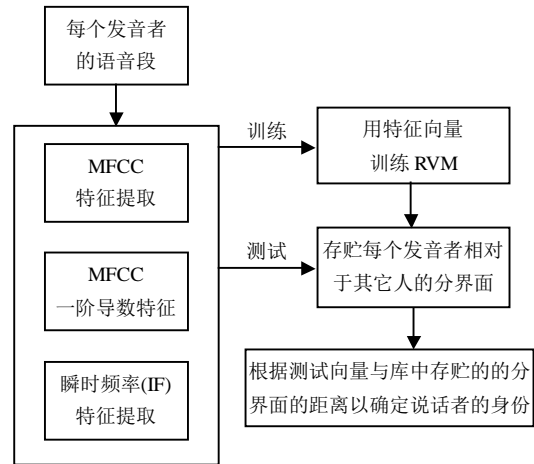 每个发音者
的语音段
MFCC
特征提取
MFCC
一阶导数特征
瞬时频率(IF)
特征提取
训练
用特征向量
训练 RVM
测试
存贮每个发音者相对
于其它人的分界面
根据测试向量与库中存贮的的分
界面的距离以确定说话者的身份